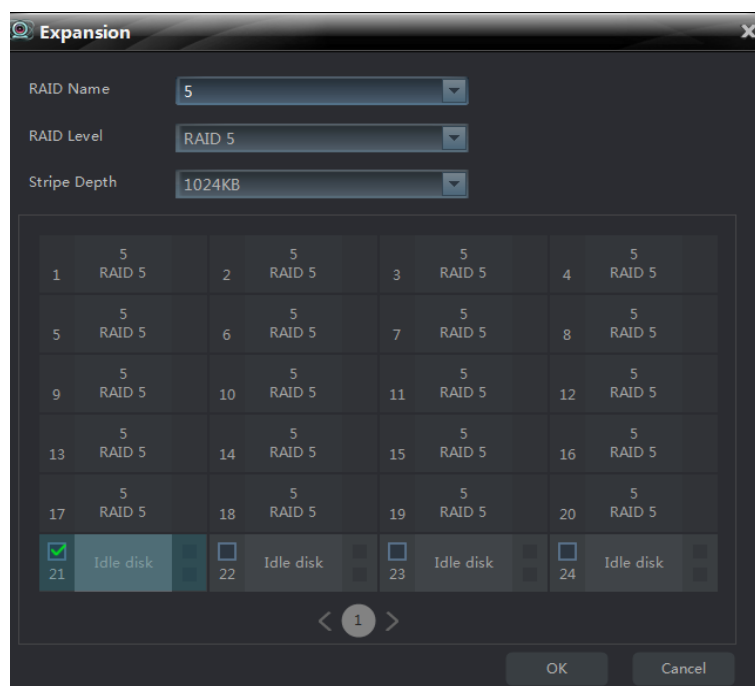 Expansion
RAID Name 5
RAID Level RAID 5
Stripe Depth 1024KB
5 5 5 5
1 RAID 5 2 RAID 5 3 RAID 5 4 RAID 5
5 5 5 5
5 RAID 5 6 RAID 5 7 RAID 5 8 RAID 5
5 5 5 5
9 RAID 5 10 RAID 5 11 RAID 5 12 RAID 5
5 5 5 5
13 RAID 5 14 RAID 5 15 RAID 5 16 RAID 5
5 5 5 5
17 RAID 5 18 RAID 5 19 RAID 5 20 RAID 5
21 Idle disk 22 Idle disk 23 Idle disk 24 Idle disk
< 1 >
OK Cancel